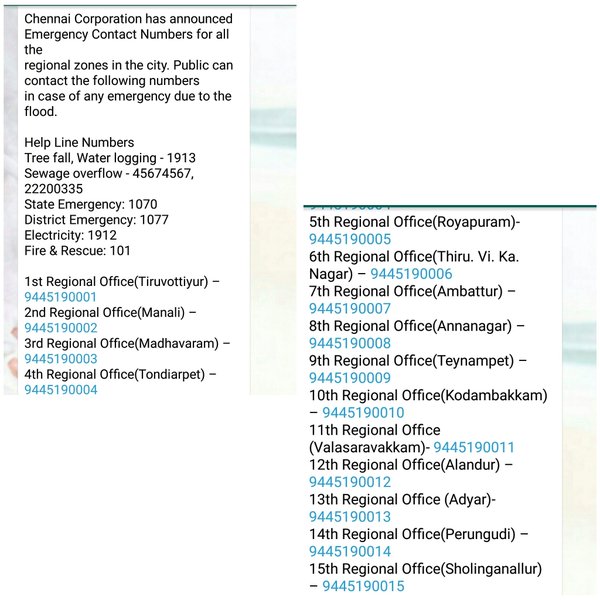 Chennai Corporation has announced
Emergency Contact Numbers for all
the
regional zones in the city. Public can
contact the following numbers
in case of any emergency due to the
flood.
Help Line Numbers
Tree fall, Water logging - 1913
Sewage overflow - 45674567,
22200335
State Emergency: 1070
District Emergency: 1077
Electricity: 1912
Fire & Rescue: 101
1st Regional Office(Tiruvottiyur) –
9445190001
2nd Regional Office(Manali) –
9445190002
3rd Regional Office(Madhavaram) –
9445190003
4th Regional Office(Tondiarpet) –
9445190004
5th Regional Office(Royapuram)-
9445190005
6th Regional Office(Thiru. Vi. Ka.
Nagar) – 9445190006
7th Regional Office(Ambattur) –
9445190007
8th Regional Office(Annanagar) –
9445190008
9th Regional Office(Teynampet) –
9445190009
10th Regional Office(Kodambakkam)
– 9445190010
11th Regional Office
(Valasaravakkam)- 9445190011
12th Regional Office(Alandur) –
9445190012
13th Regional Office (Adyar)-
9445190013
14th Regional Office(Perungudi) –
9445190014
15th Regional Office(Sholinganallur)
– 9445190015